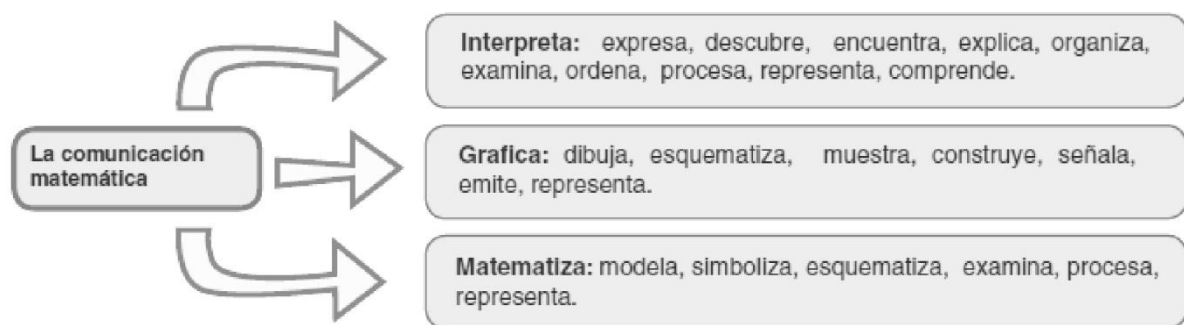 La comunicación
matemática
Interpreta: expresa, descubre, encuentra, explica, organiza,
examina, ordena, procesa, representa, comprende.
Grafica: dibuja, esquematiza, muestra, construye, señala,
emite, representa.
Matematiza: modela, simboliza, esquematiza, examina, procesa,
representa.